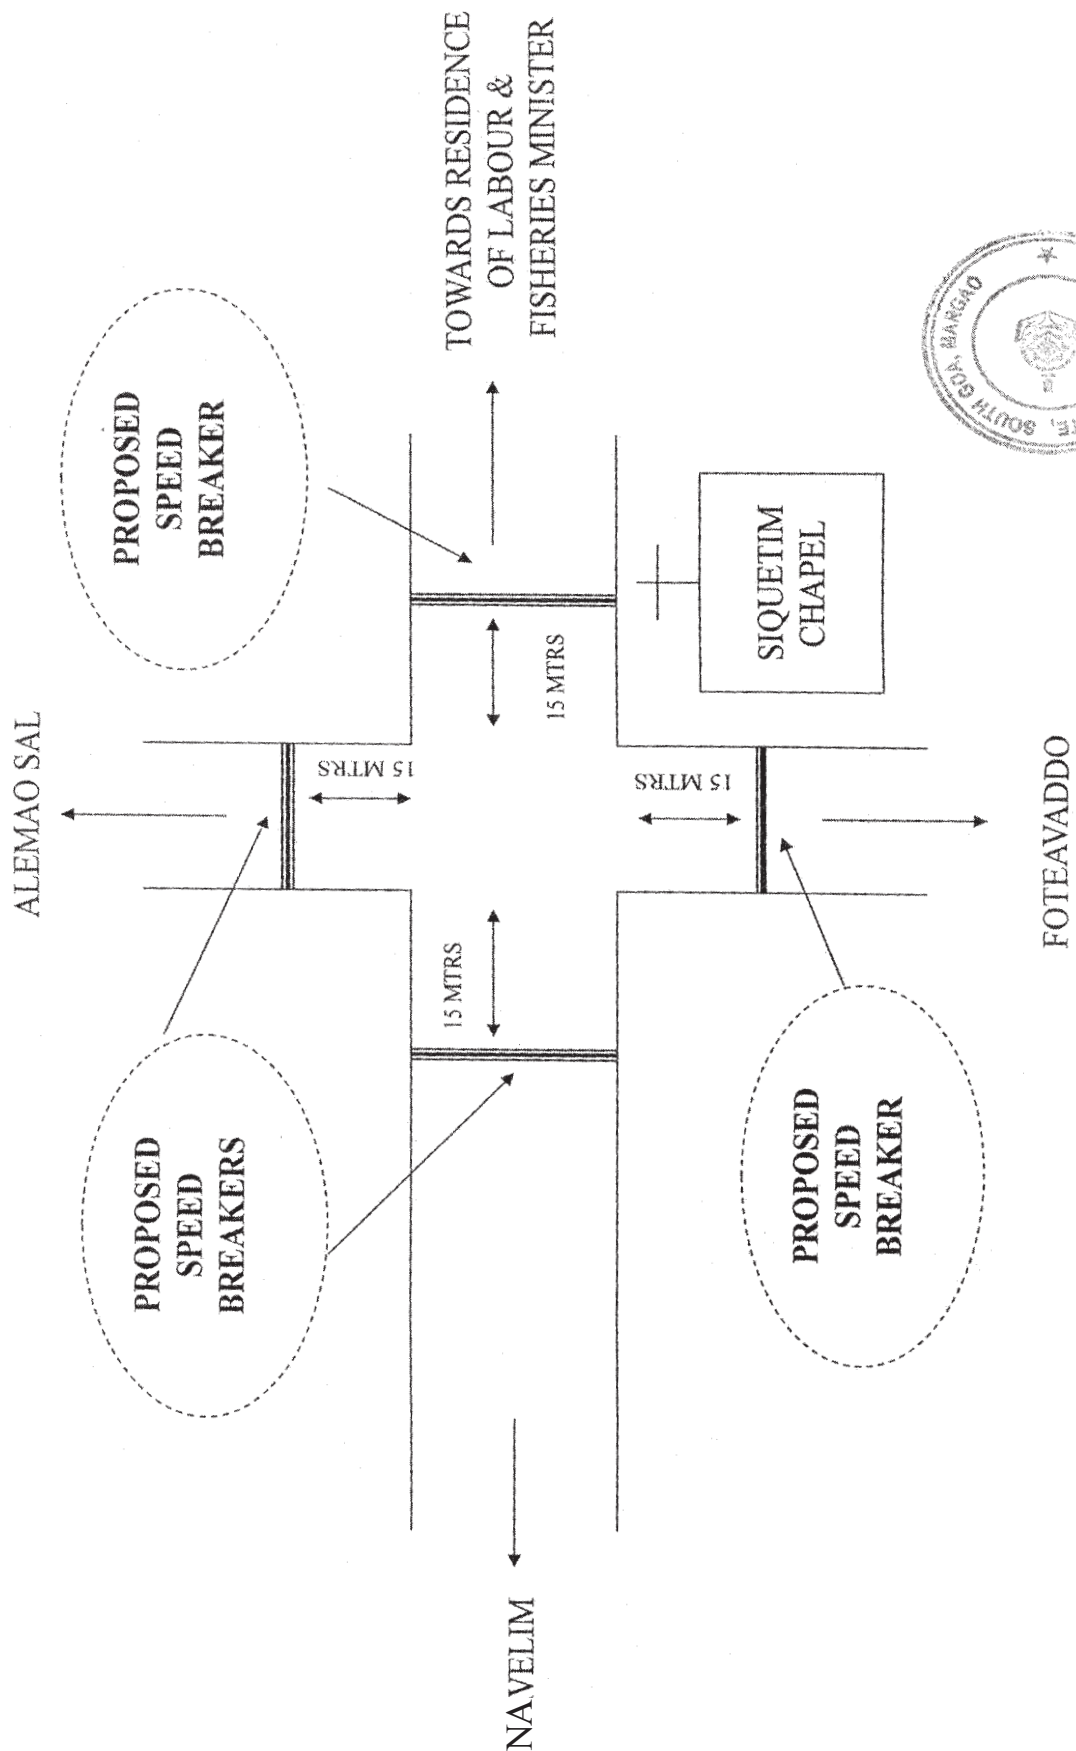 ALEMAO SAL
PROPOSED
SPEED
BREAKERS
PROPOSED
SPEED
BREAKER
15 MTRS
15 MTRS
NAVELIM
TOWARDS RESIDENCE
OF LABOUR &
FISHERIES MINISTER
15 MTRS
15 MTRS
SIQUETIM
CHAPEL
PROPOSED
SPEED
BREAKER
FOTEAVADDO
SOUTH GOA, MARGAO